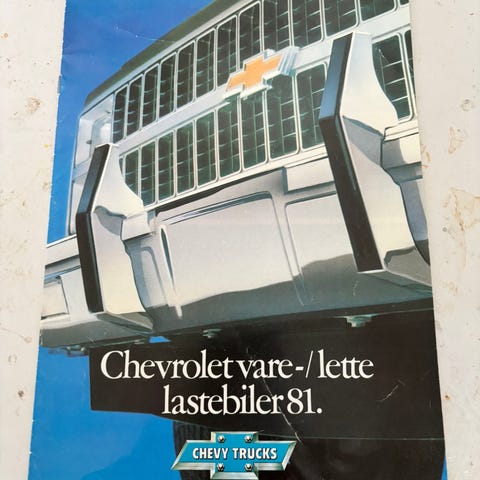 Chevrolet vare-/lette
lastebiler 81.
CHEVY TRUCKS